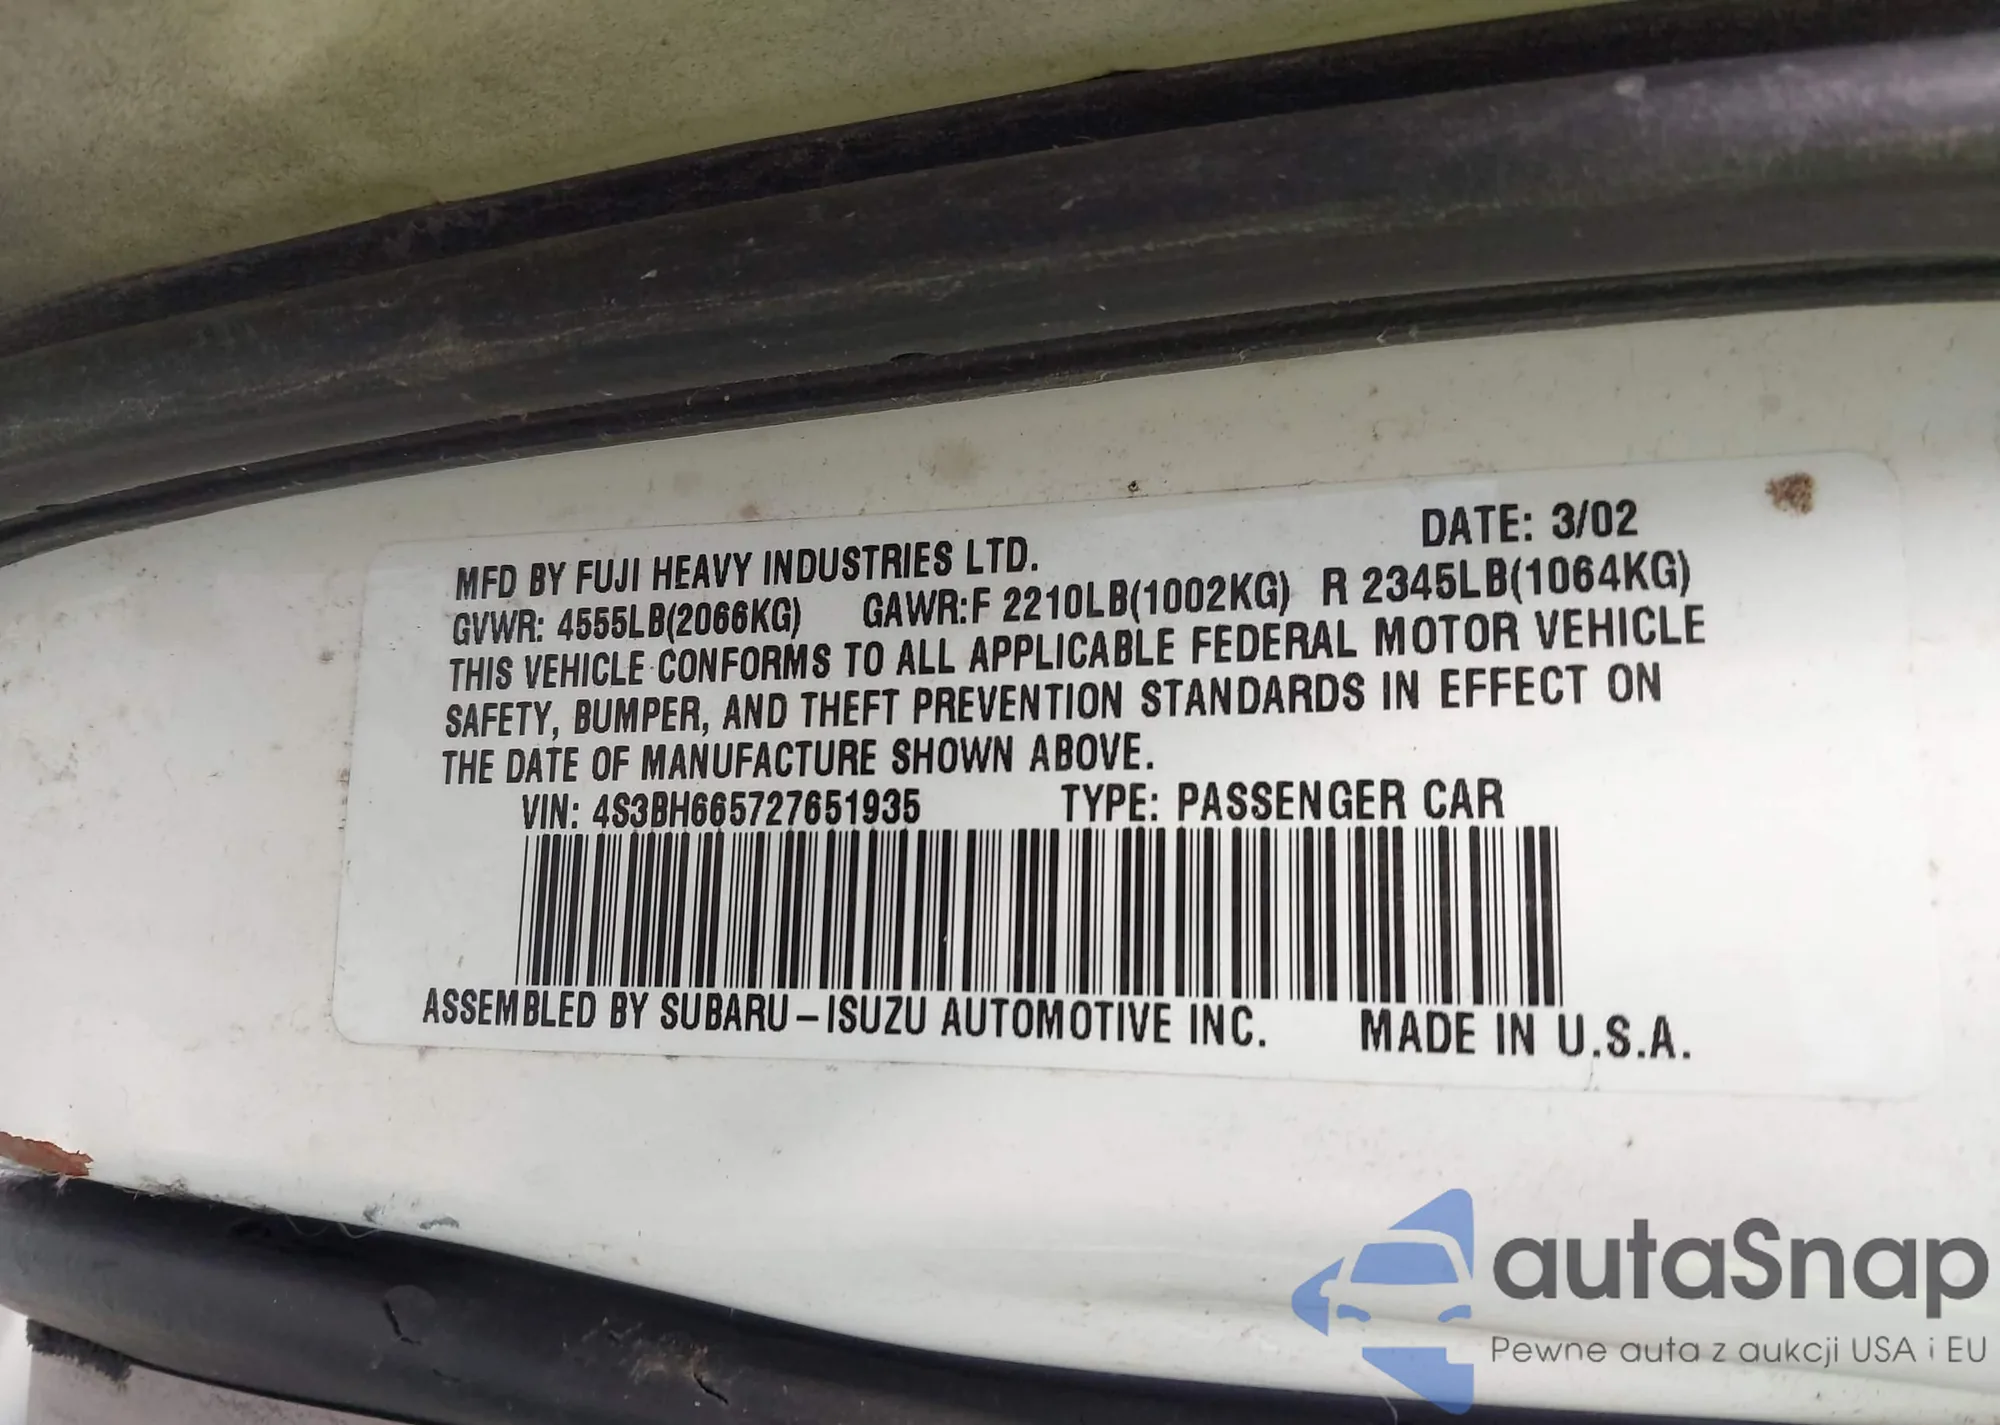 MFD BY FUJI HEAVY INDUSTRIES LTD. DATE: 3/02
GVWR: 4555LB(2066KG) GAWR:F 2210LB(1002KG) R 2345LB(1064KG)
THIS VEHICLE CONFORMS TO ALL APPLICABLE FEDERAL MOTOR VEHICLE
SAFETY, BUMPER, AND THEFT PREVENTION STANDARDS IN EFFECT ON
THE DATE OF MANUFACTURE SHOWN ABOVE.
VIN: 4S3BH665727651935 TYPE: PASSENGER CAR
ASSEMBLED BY SUBARU-ISUZU AUTOMOTIVE INC. MADE IN U.S.A.
autaSnap
Pewne auta z aukcji USA i EU